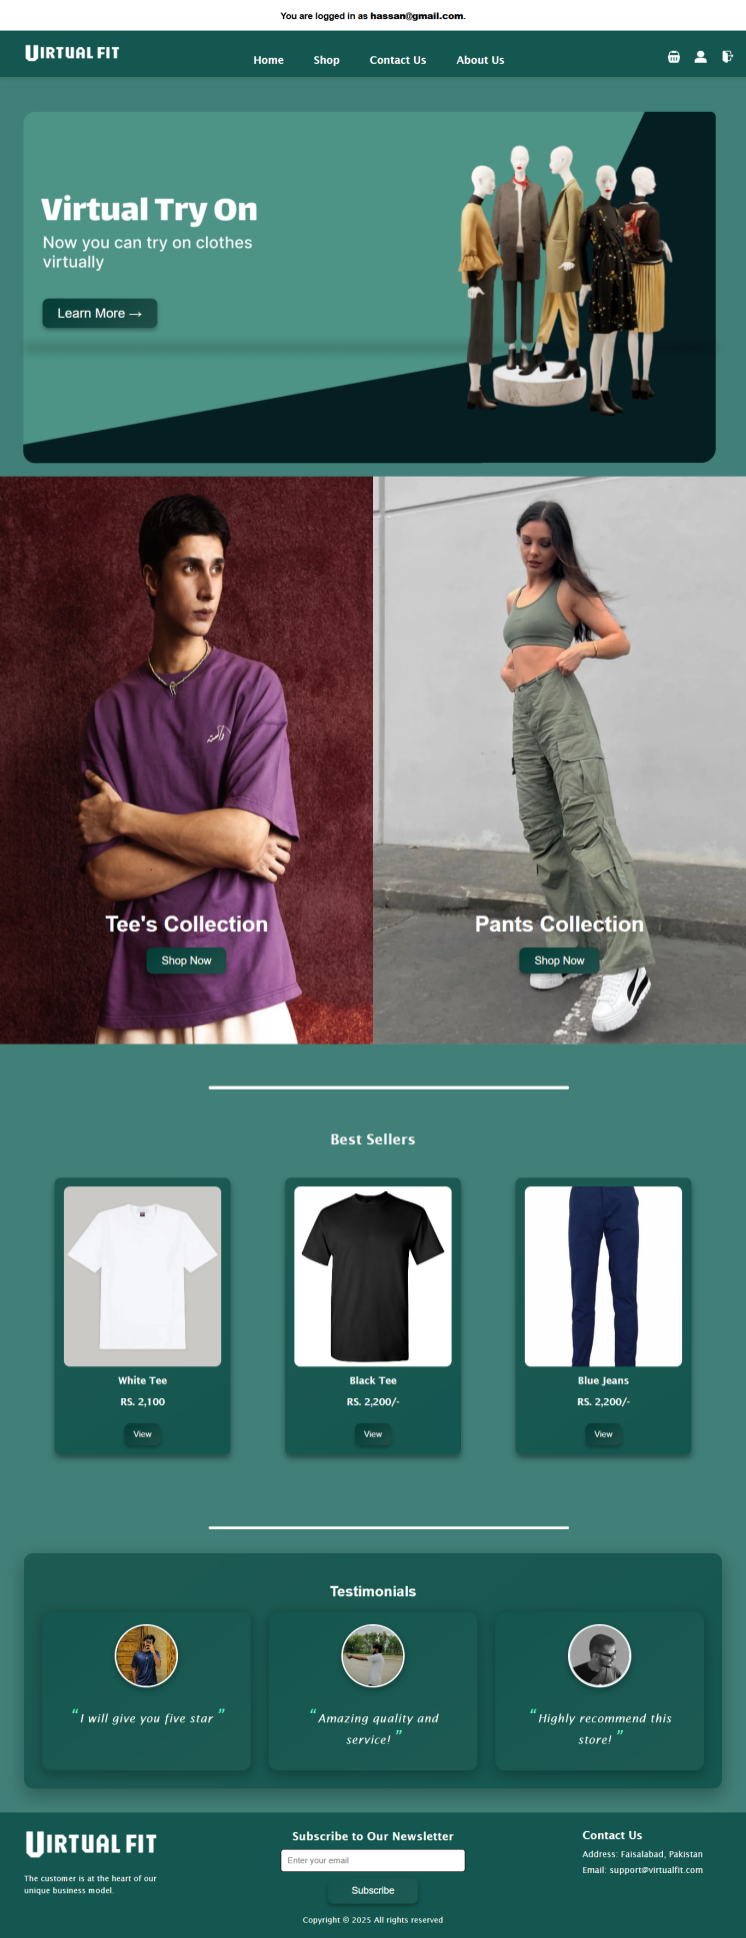 You are logged in as hassan@gmail.com.
VIRTUAL FIT
Home Shop Contact Us About Us
Virtual Try On
Now you can try on clothes
virtually
Learn More →
Tee's Collection
Shop Now
Pants Collection
Shop Now
Best Sellers
White Tee
RS. 2,100
View
Black Tee
RS. 2,200/-
View
Blue Jeans
RS. 2,200/-
View
Testimonials
“ I will give you five star ”
“ Amazing quality and
service! ”
“ Highly recommend this
store! ”
VIRTUAL FIT
The customer is at the heart of our
unique business model.
Subscribe to Our Newsletter
Enter your email
Subscribe
Copyright © 2025 All rights reserved
Contact Us
Address: Faisalabad, Pakistan
Email: support@virtualfit.com